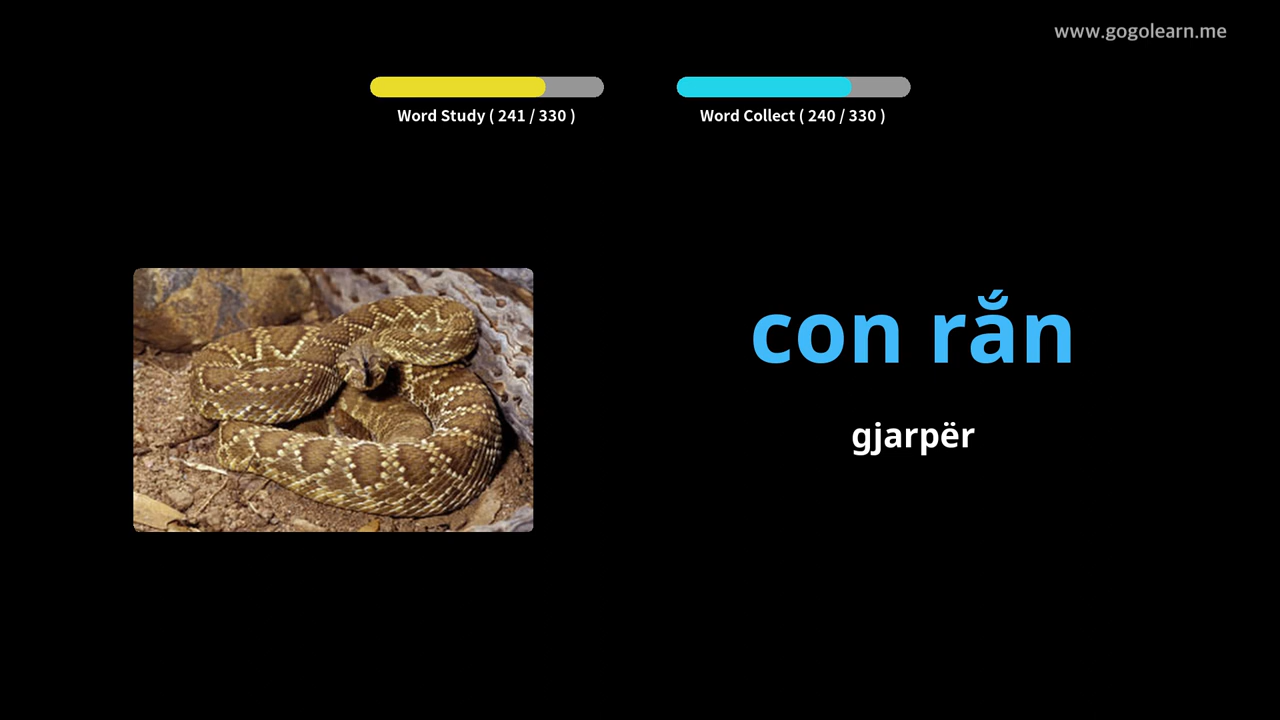 www.gogolearn.me
Word Study ( 241 / 330 )
Word Collect ( 240 / 330 )
con rắn
gjarpër